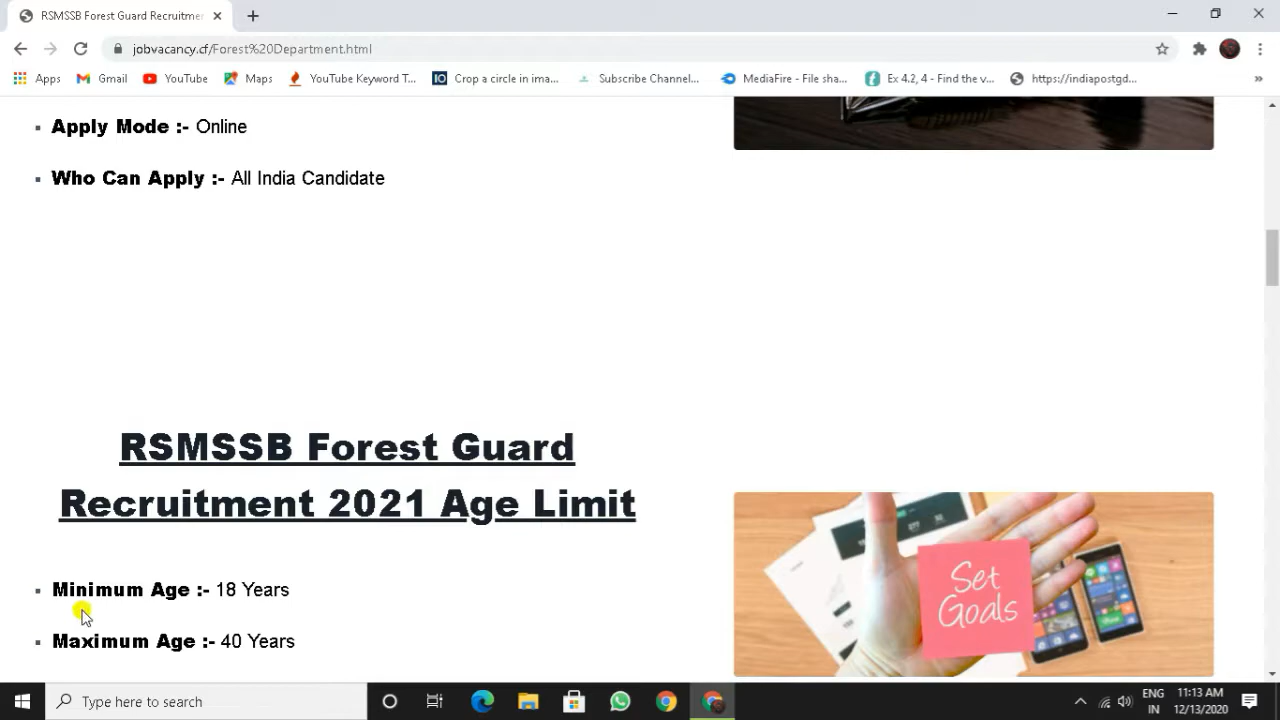 RSMSSB Forest Guard Recruitmer
jobvacancy.cf/Forest%20Department.html
Apps
Gmail
YouTube
Maps
YouTube Keyword T...
Crop a circle in ima...
Subscribe Channel...
MediaFire - File sha...
Ex 4.2, 4 - Find the v...
https://indiapostgd...
»
Apply Mode :- Online
Who Can Apply :- All India Candidate
RSMSSB Forest Guard
Recruitment 2021 Age Limit
Minimum Age :- 18 Years
Maximum Age :- 40 Years
Set
Goals
Type here to search
ENG
IN
11:13 AM
12/13/2020